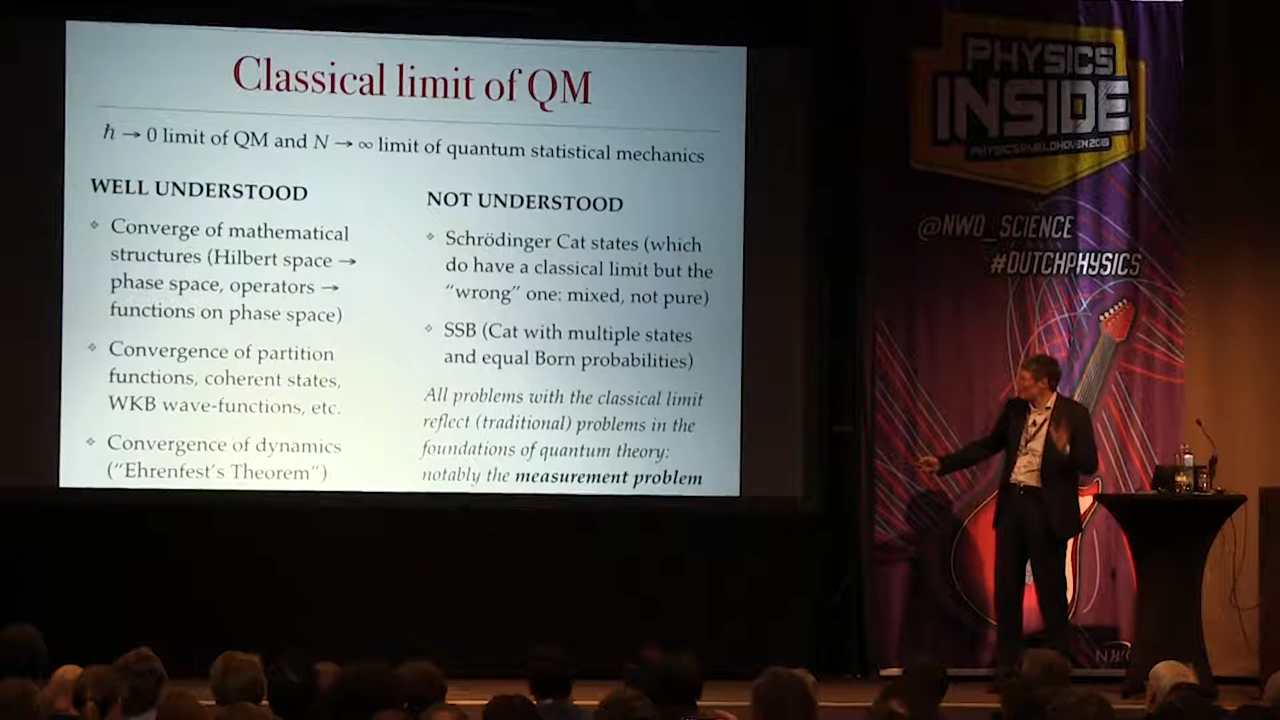 Classical limit of QM
h → 0 limit of QM and N → ∞ limit of quantum statistical mechanics
WELL UNDERSTOOD
Converge of mathematical
structures (Hilbert space →
phase space, operators →
functions on phase space)
Convergence of partition
functions, coherent states,
WKB wave-functions, etc.
Convergence of dynamics
("Ehrenfest's Theorem")
NOT UNDERSTOOD
Schrödinger Cat states (which
do have a classical limit but the
"wrong" one: mixed, not pure)
SSB (Cat with multiple states
and equal Born probabilities)
All problems with the classical limit
reflect (traditional) problems in the
foundations of quantum theory:
notably the measurement problem
PHYSICS
INSIDE
PHYSICS@VELDHOVEN 2019
@NWO_SCIENCE
#DUTCHPHYSICS
NWO